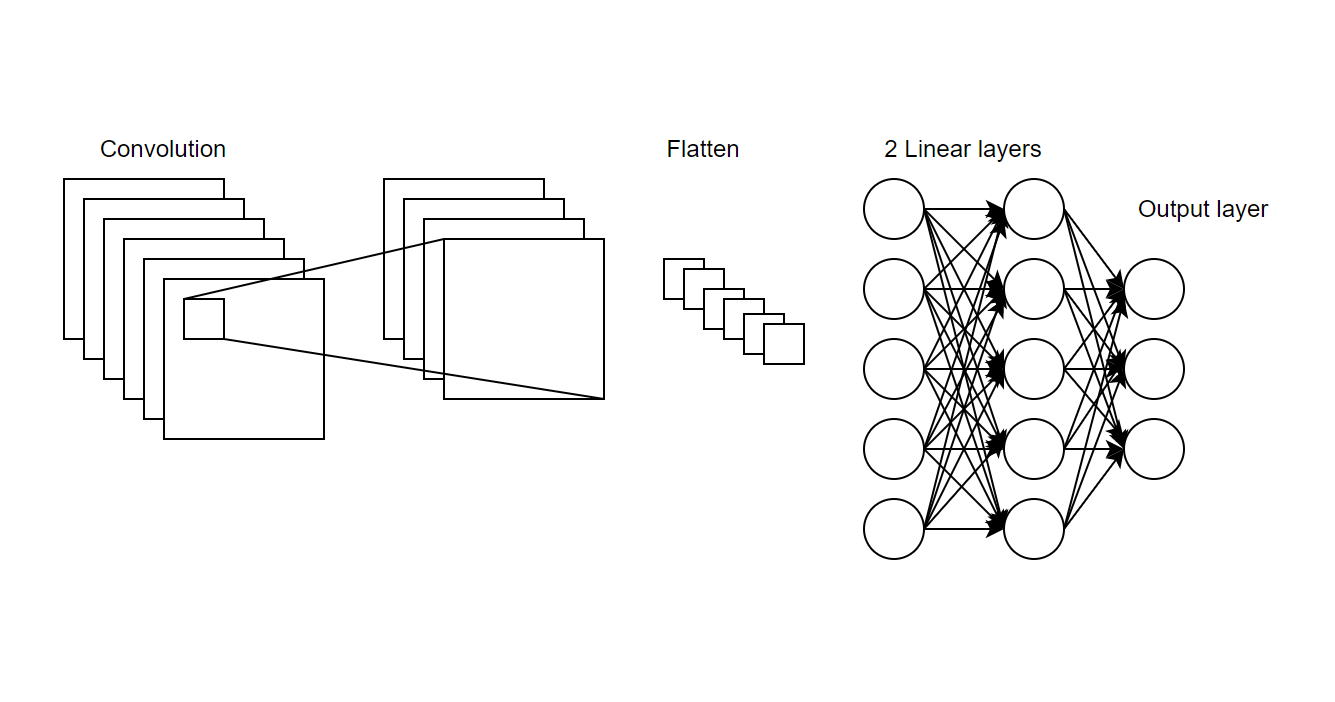 Convolution
Flatten
2 Linear layers
Output layer